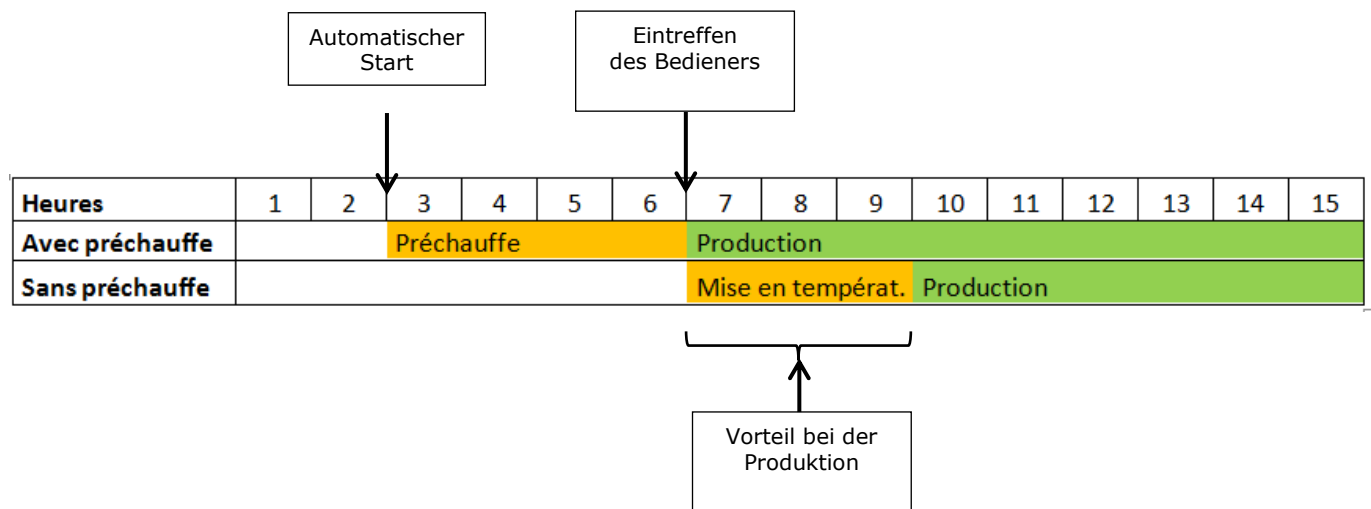 Automatischer
Start
Eintreffen
des Bedieners
Heures 1 2 3 4 5 6 7 8 9 10 11 12 13 14 15
Avec préchauffe Préchauffe Production
Sans préchauffe Mise en températ. Production
Vorteil bei der
Produktion